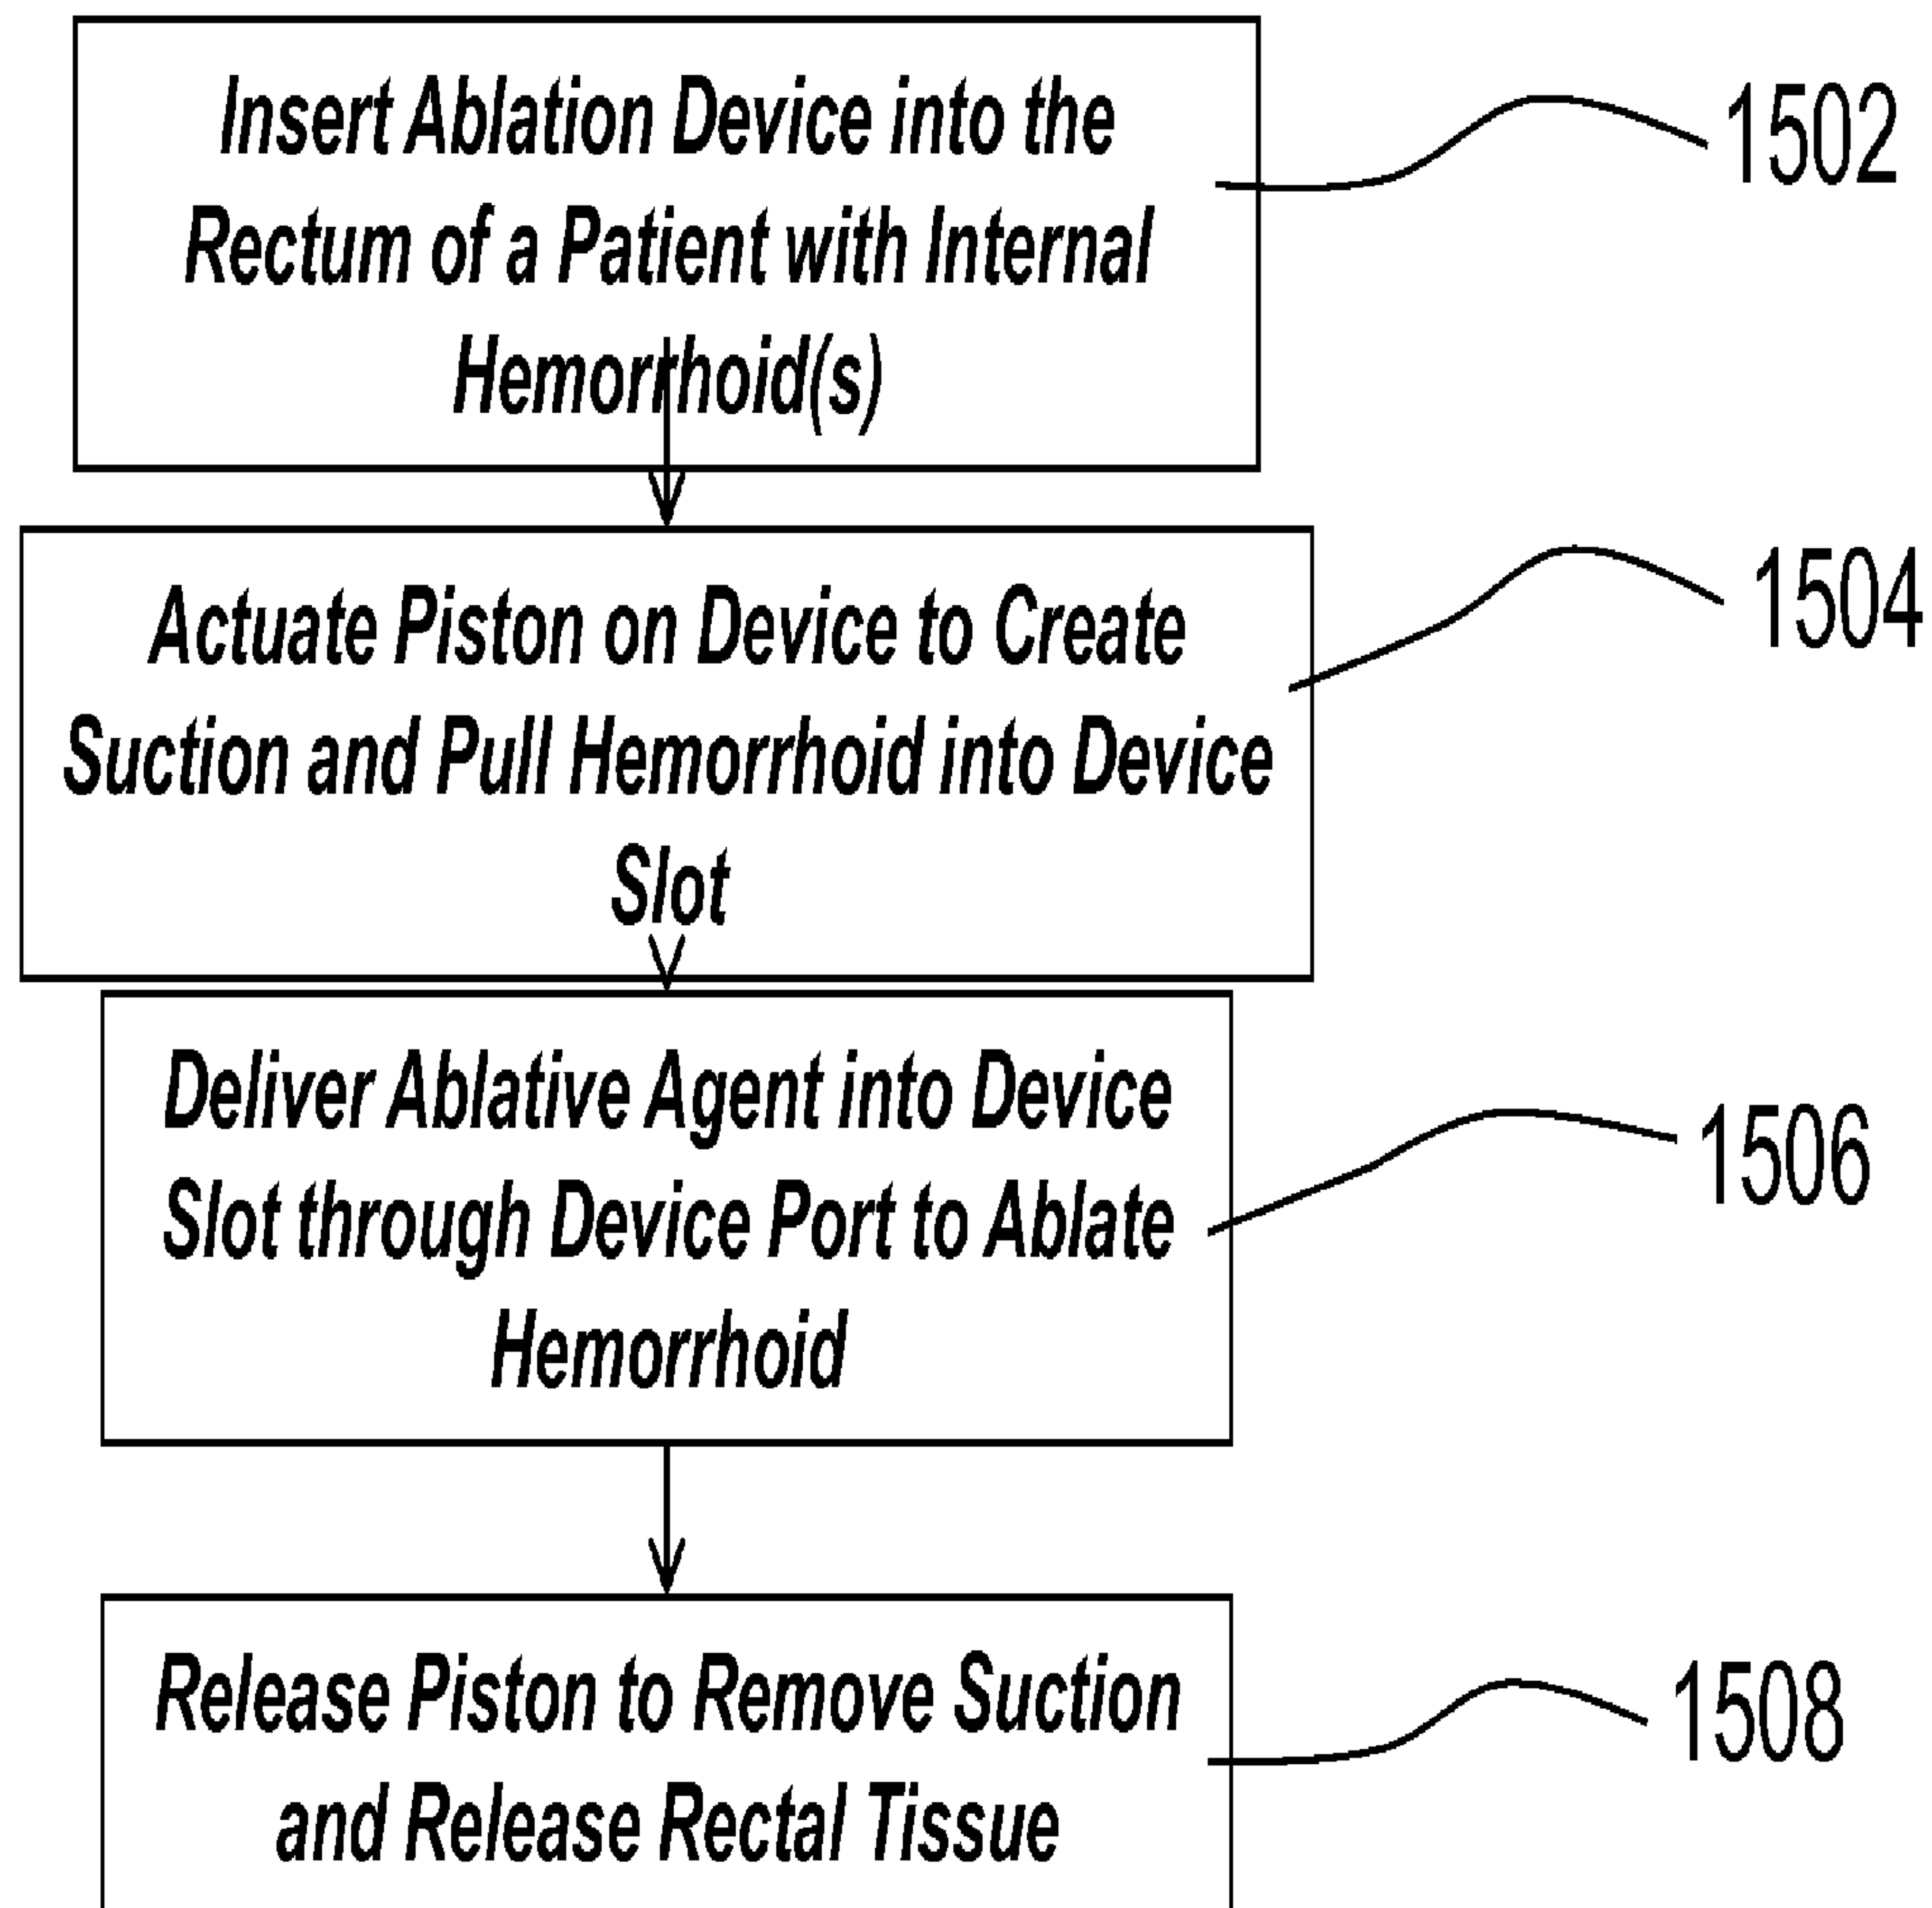 Insert Ablation Device into the
1502
Rectum of a Patient with Internal
Hemorrhoid(s)
Actuate Piston on Device to Create
1504
Suction and Pull Hemorrhoid into Device
Slot
Deliver Ablative Agent into Device
1506
Slot through Device Port to Ablate
Hemorrhoid
Release Piston to Remove Suction
1508
and Release Rectal Tissue